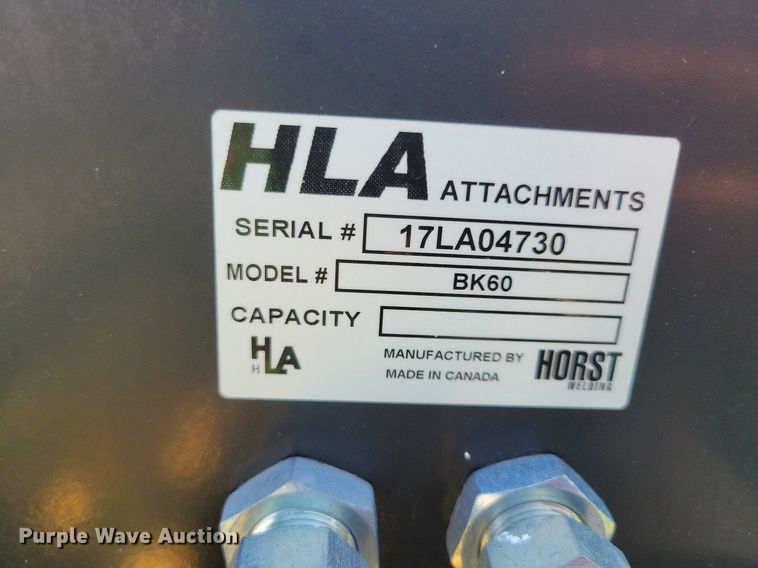 HLA ATTACHMENTS
SERIAL # 17LA04730
MODEL # BK60
CAPACITY
HLA
H
MANUFACTURED BY HORST
WELDING
MADE IN CANADA
Purple Wave Auction